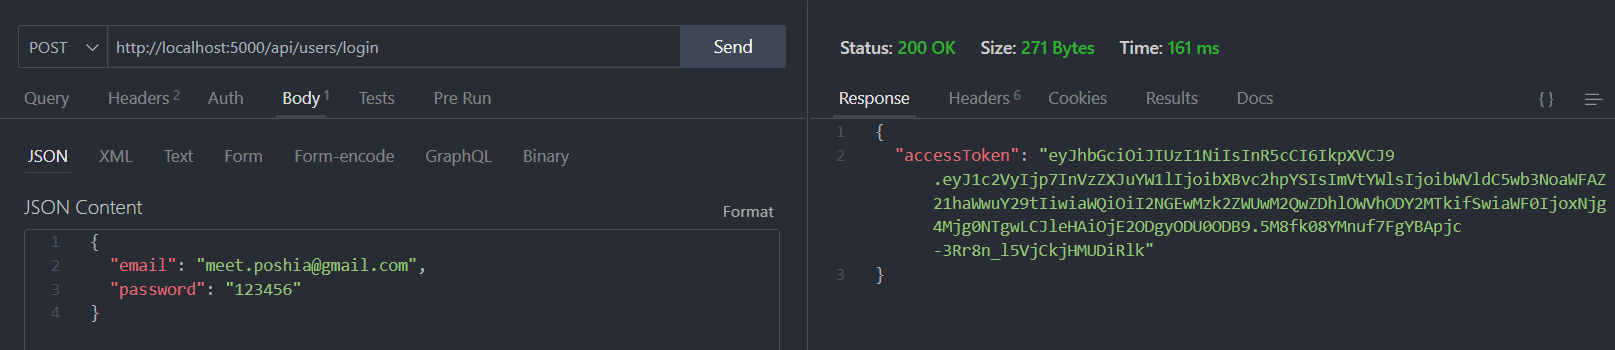 POST http://localhost:5000/api/users/login Send
Query Headers 2 Auth Body 1 Tests Pre Run
JSON XML Text Form Form-encode GraphQL Binary
JSON Content Format
1 {
2 "email": "meet.poshia@gmail.com",
3 "password": "123456"
4 }
Status: 200 OK Size: 271 Bytes Time: 161 ms
Response Headers 6 Cookies Results Docs { }
1 {
2 "accessToken": "eyJhbGciOiJIUzI1NiIsInR5cCI6IkpXVCJ9
.eyJ1c2VyIjp7InVzZXJuYW1lIjoibXBvc2hpYSIsImVtYWlsIjoibWVldC5wb3NoaWFAZ
21haWwuY29tIiwiaWQiOiI2NGEwMzk2ZWUwM2QwZDhlOWVhODY2MTkifSwiaWF0IjoxNjg
4Mjg0NTgwLCJleHAiOjE2ODgyODU0ODB9.5M8fk08YMnuf7FgYBApjc
-3Rr8n_l5VjCkjHMUDiRlk"
3 }